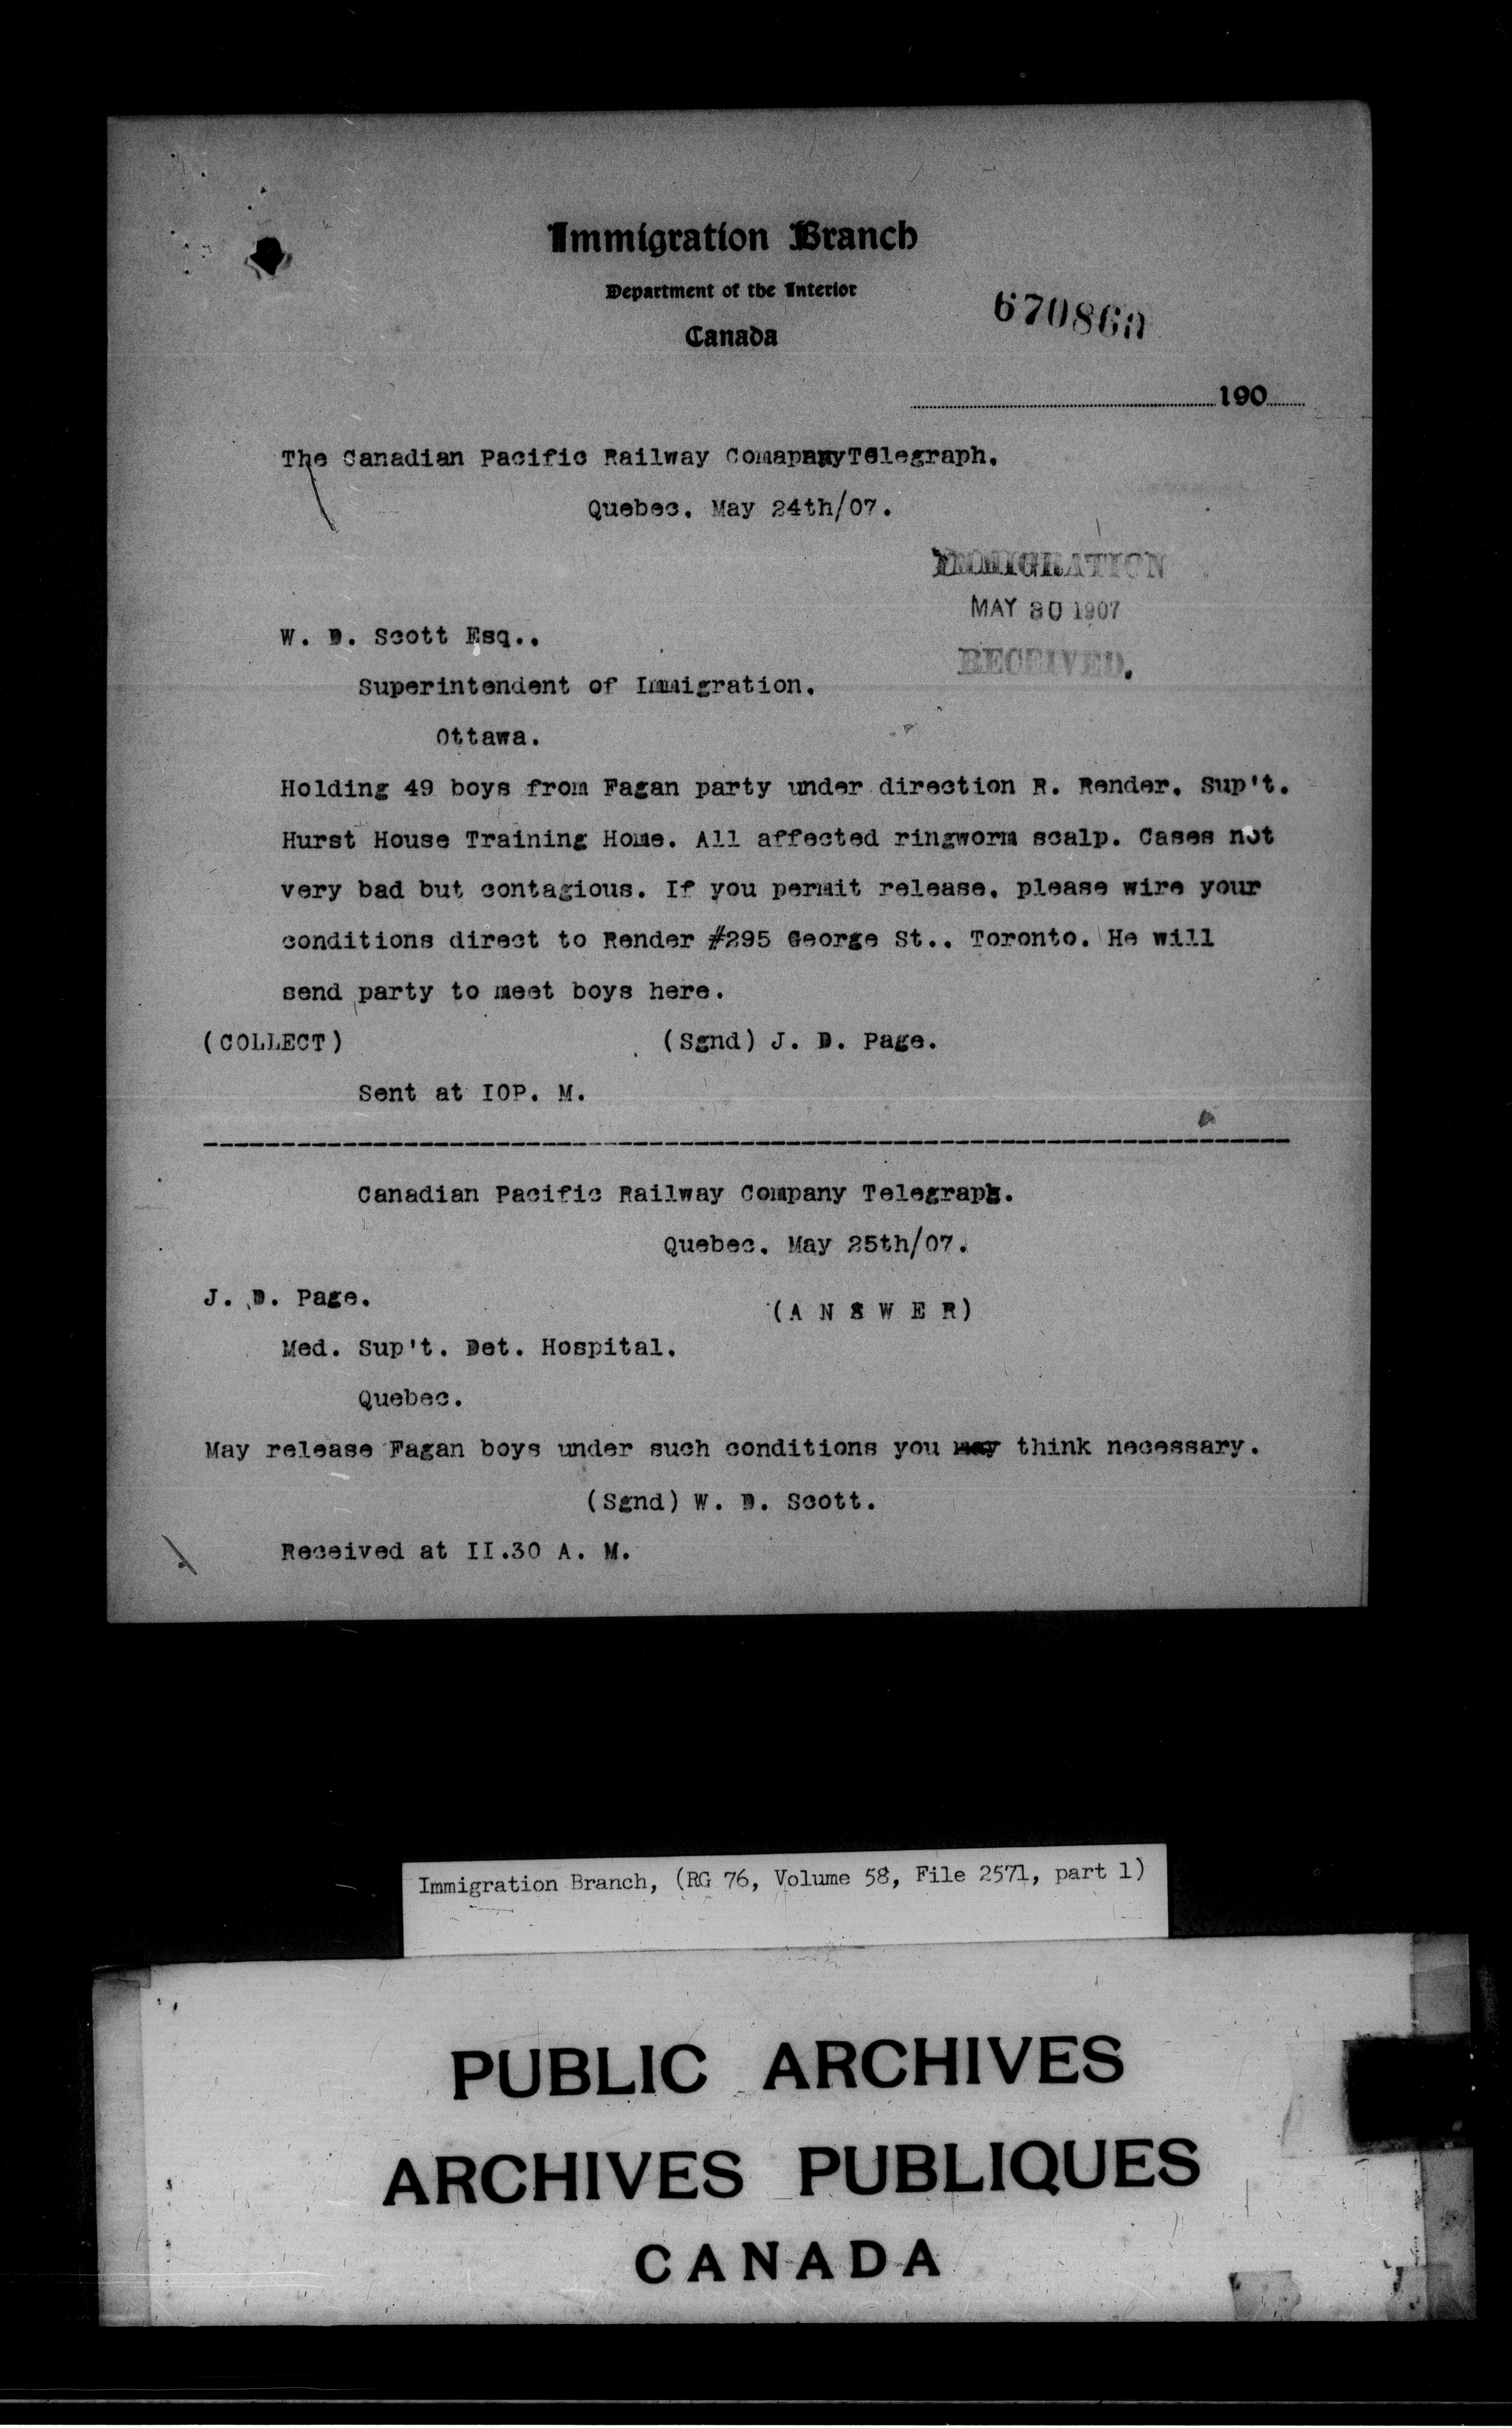 Immigration Branch
Department of the Interior
Canada
670860
190
The Canadian Pacific Railway Comapany Telegraph.
Quebec. May 24th/07.
IMMIGRATION
MAY 30 1907
RECEIVED.
W. D. Scott Esq..
Superintendent of Immigration.
Ottawa.
Holding 49 boys from Fagan party under direction R. Render. Sup't.
Hurst House Training Home. All affected ringworm scalp. Cases not
very bad but contagious. If you permit release. please wire your
conditions direct to Render #295 George St.. Toronto. He will
send party to meet boys here.
(COLLECT) (Sgnd) J. D. Page.
Sent at IOP. M.
Canadian Pacific Railway Company Telegraph.
Quebec. May 25th/07.
J. D. Page. (A N S W E R)
Med. Sup't. Det. Hospital.
Quebec.
May release Fagan boys under such conditions you may think necessary.
(Sgnd) W. D. Scott.
Received at II.30 A. M.
Immigration Branch, (RG 76, Volume 58, File 2571, part 1)
PUBLIC ARCHIVES
ARCHIVES PUBLIQUES
CANADA